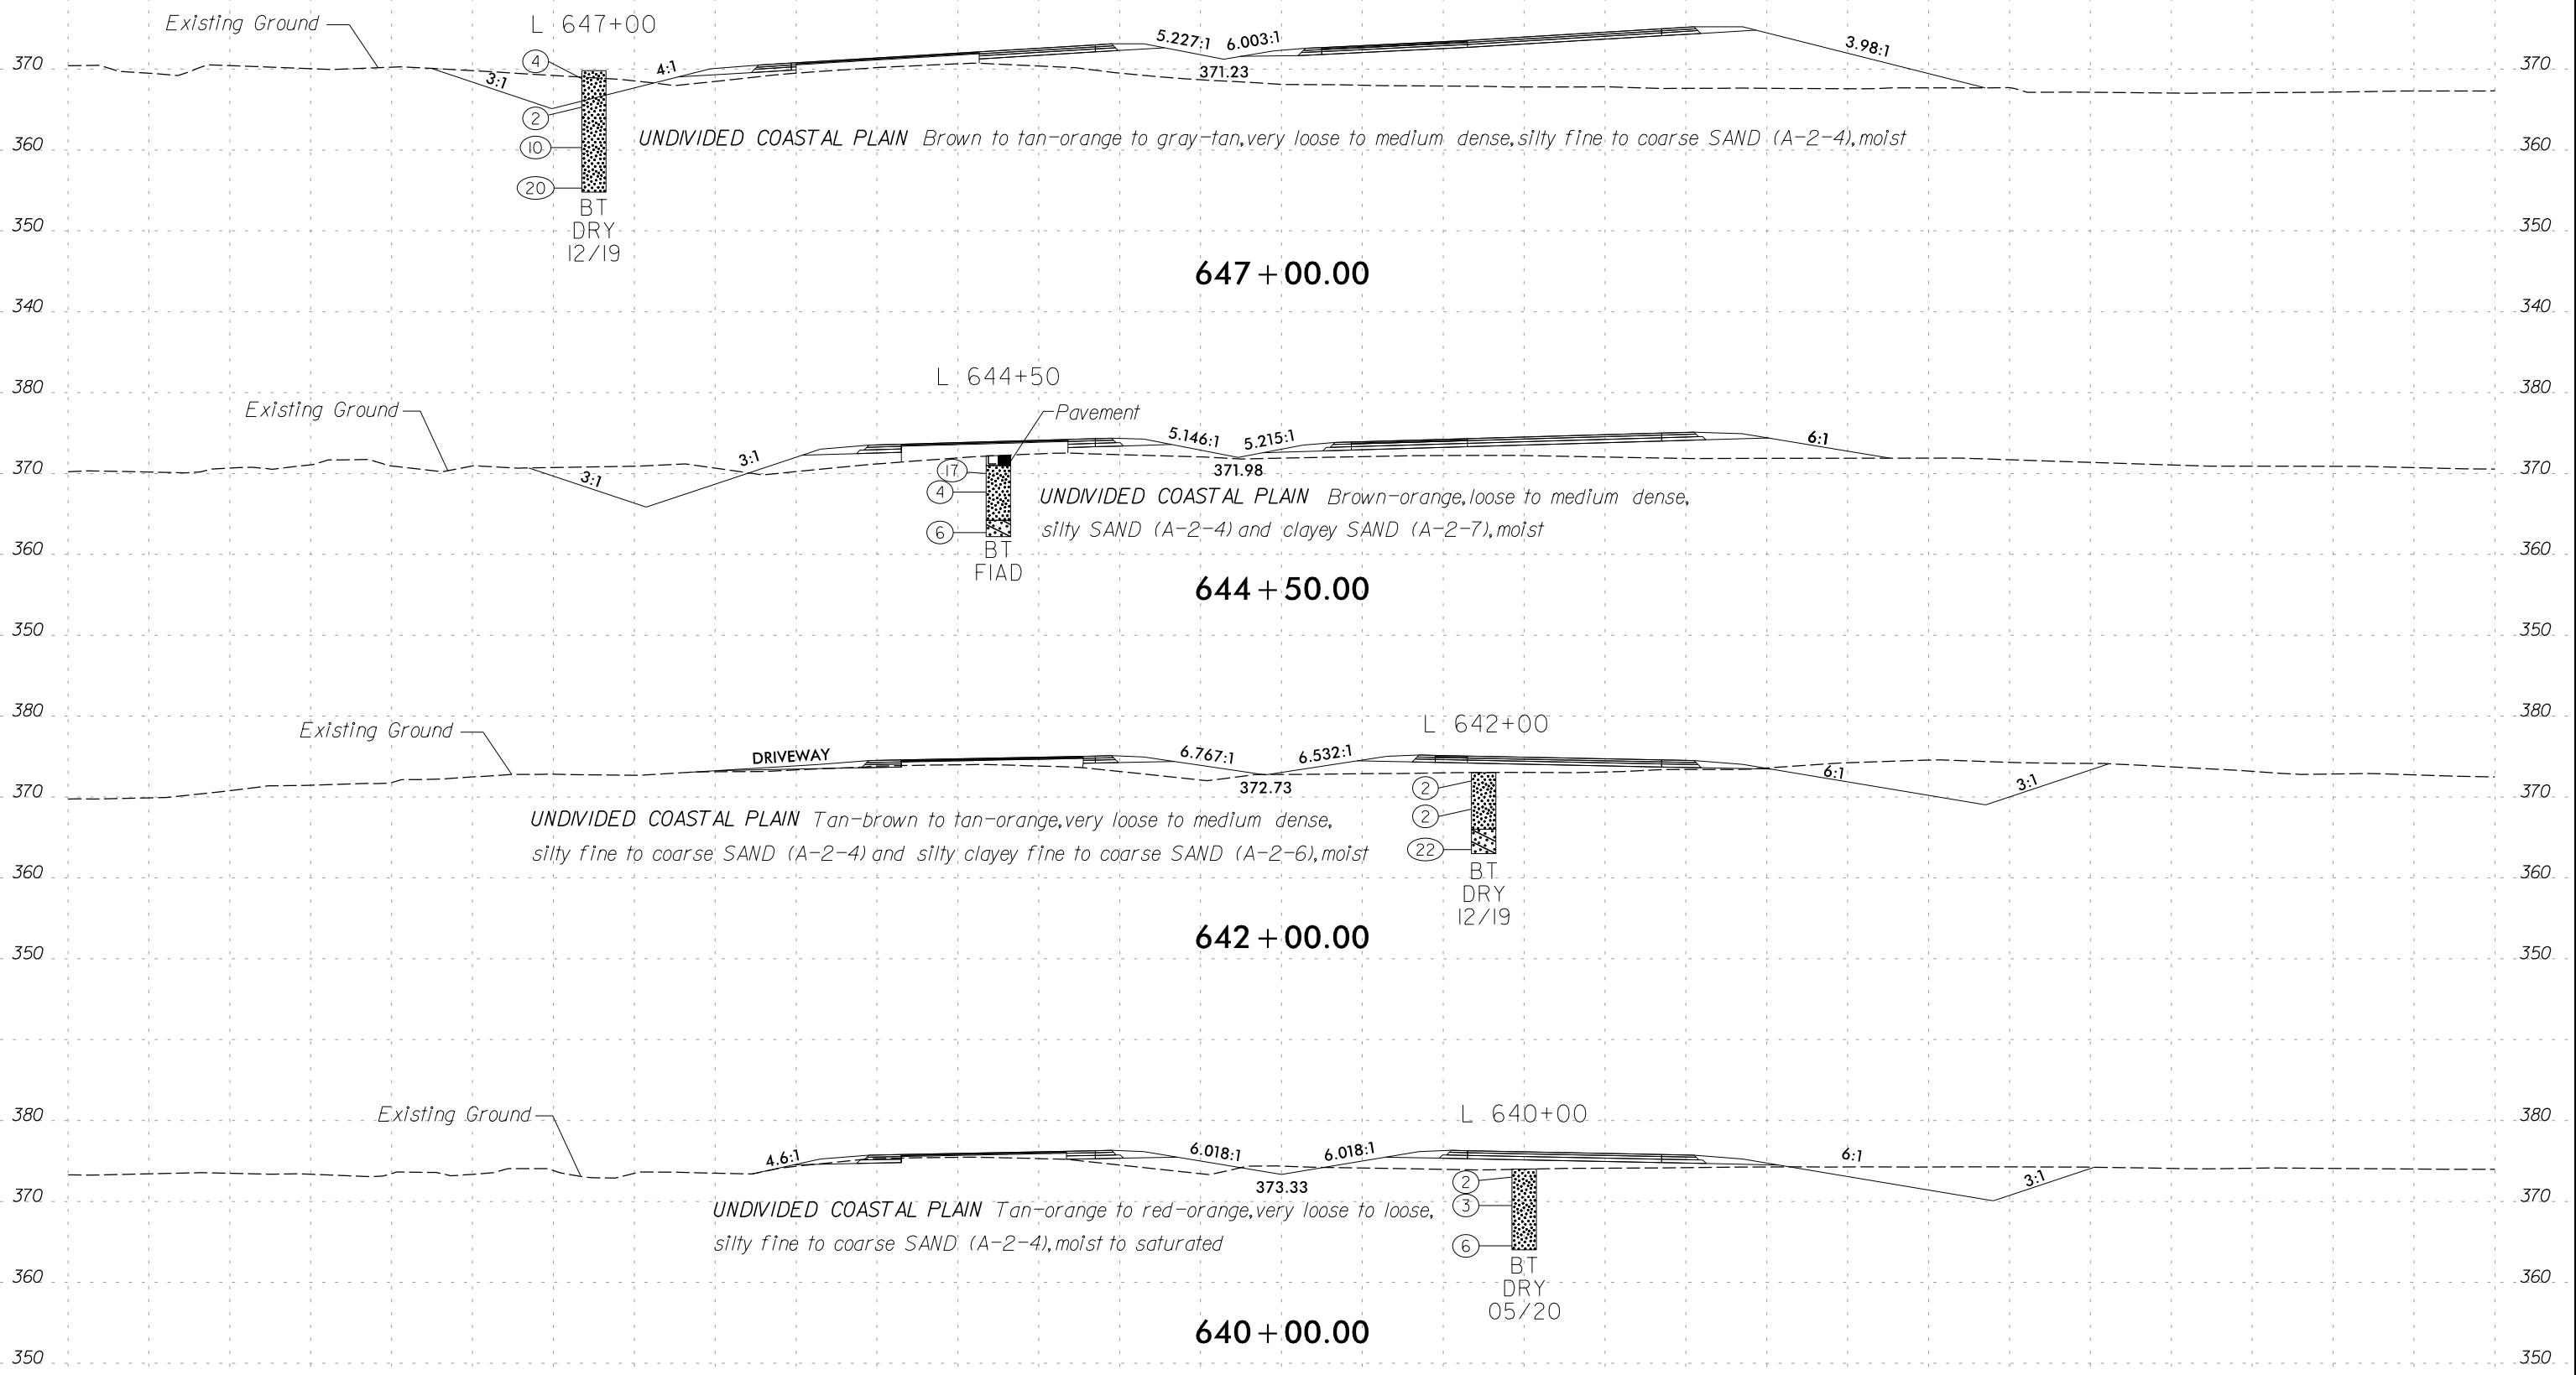 Existing Ground
L 647+00
5.227:1 6.003:1
3.98:1
370
4
3:1
4:1
371.23
370
2
360
10
UNDIVIDED COASTAL PLAIN Brown to tan-orange to gray-tan, very loose to medium dense, silty fine to coarse SAND (A-2-4), moist
360
20
BT
DRY
12/19
350
350
647+00.00
340
340
L 644+50
380
380
Existing Ground
Pavement
5.146:1 5.215:1
6:1
3:1
3:1
370
17
371.98
370
4
UNDIVIDED COASTAL PLAIN Brown-orange, loose to medium dense,
silty SAND (A-2-4) and clayey SAND (A-2-7), moist
6
BT
FIAD
360
360
644+50.00
350
350
380
380
Existing Ground
L 642+00
DRIVEWAY
6.767:1
6.532:1
6:1
3:1
372.73
2
370
370
2
UNDIVIDED COASTAL PLAIN Tan-brown to tan-orange, very loose to medium dense,
silty fine to coarse SAND (A-2-4) and silty clayey fine to coarse SAND (A-2-6), moist
22
BT
DRY
12/19
360
360
642+00.00
350
350
380
380
Existing Ground
L 640+00
4.6:1
6.018:1
6.018:1
6:1
3:1
373.33
2
370
370
UNDIVIDED COASTAL PLAIN Tan-orange to red-orange, very loose to loose,
3
silty fine to coarse SAND (A-2-4), moist to saturated
6
BT
DRY
05/20
360
360
640+00.00
350
350